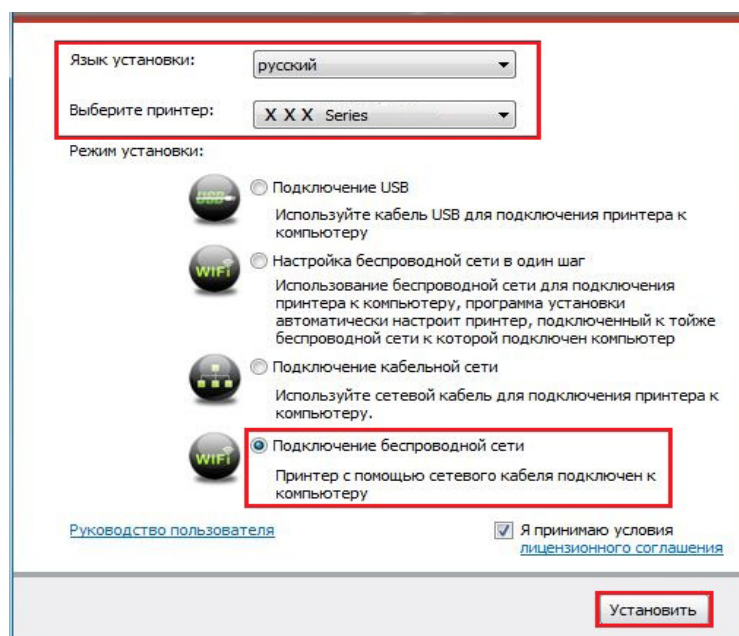 Язык установки: русский
Выберите принтер: X X X Series
Режим установки:
USB
Подключение USB
Используйте кабель USB для подключения принтера к
компьютеру
WiFi
Настройка беспроводной сети в один шаг
Использование беспроводной сети для подключения
принтера к компьютеру, программа установки
автоматически настроит принтер, подключенный к тойже
беспроводной сети к которой подключен компьютер
Подключение кабельной сети
Используйте сетевой кабель для подключения принтера к
компьютеру.
WiFi
Подключение беспроводной сети
Принтер с помощью сетевого кабеля подключен к
компьютеру
Руководство пользователя
Я принимаю условия
лицензионного соглашения
Установить